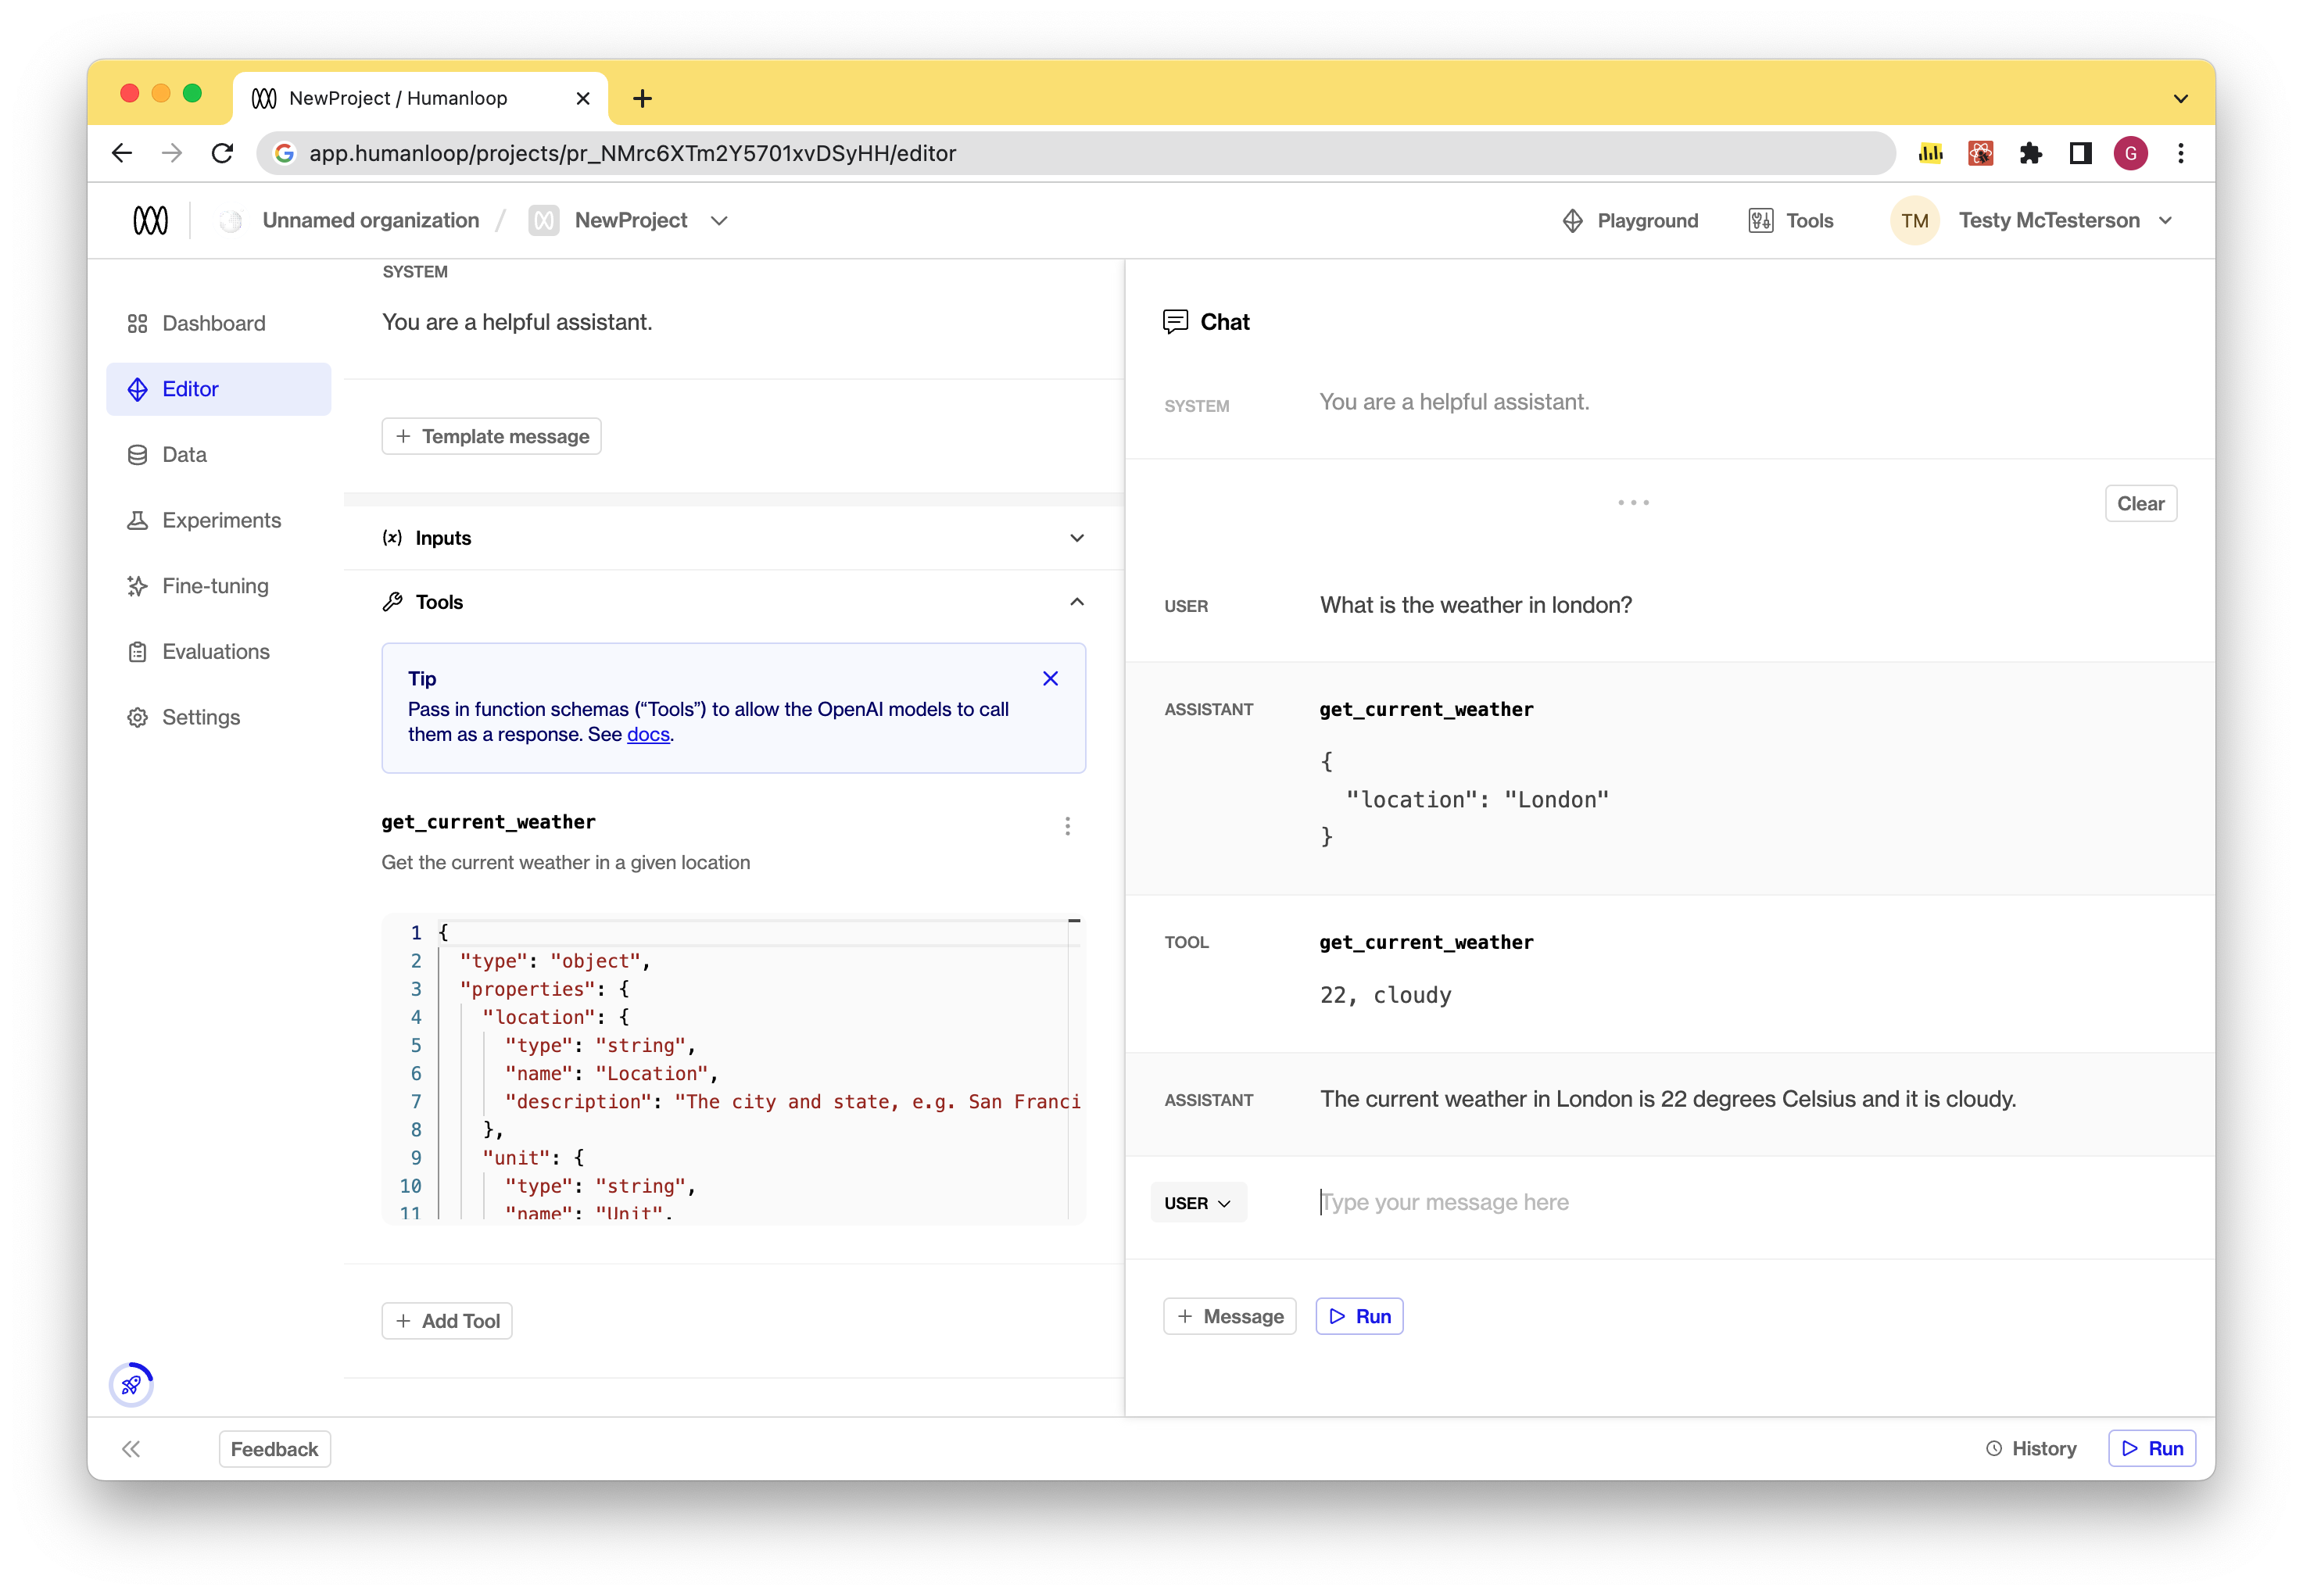 NewProject / Humanloop
app.humanloop/projects/pr_NMrc6XTm2Y5701xvDSyHH/editor
G
Unnamed organization / NewProject
Playground
Tools
TM
Testy McTesterson
Dashboard
Editor
Data
Experiments
Fine-tuning
Evaluations
Settings
SYSTEM
You are a helpful assistant.
+ Template message
(x) Inputs
Tools
Tip
Pass in function schemas (“Tools”) to allow the OpenAI models to call
them as a response. See docs.
get_current_weather
Get the current weather in a given location
1 {
2 "type": "object",
3 "properties": {
4 "location": {
5 "type": "string",
6 "name": "Location",
7 "description": "The city and state, e.g. San Franci
8 },
9 "unit": {
10 "type": "string",
11 "name": "Unit",
+ Add Tool
Chat
SYSTEM You are a helpful assistant.
Clear
USER What is the weather in london?
ASSISTANT get_current_weather
{
"location": "London"
}
TOOL get_current_weather
22, cloudy
ASSISTANT The current weather in London is 22 degrees Celsius and it is cloudy.
USER Type your message here
+ Message
Run
Feedback
History
Run